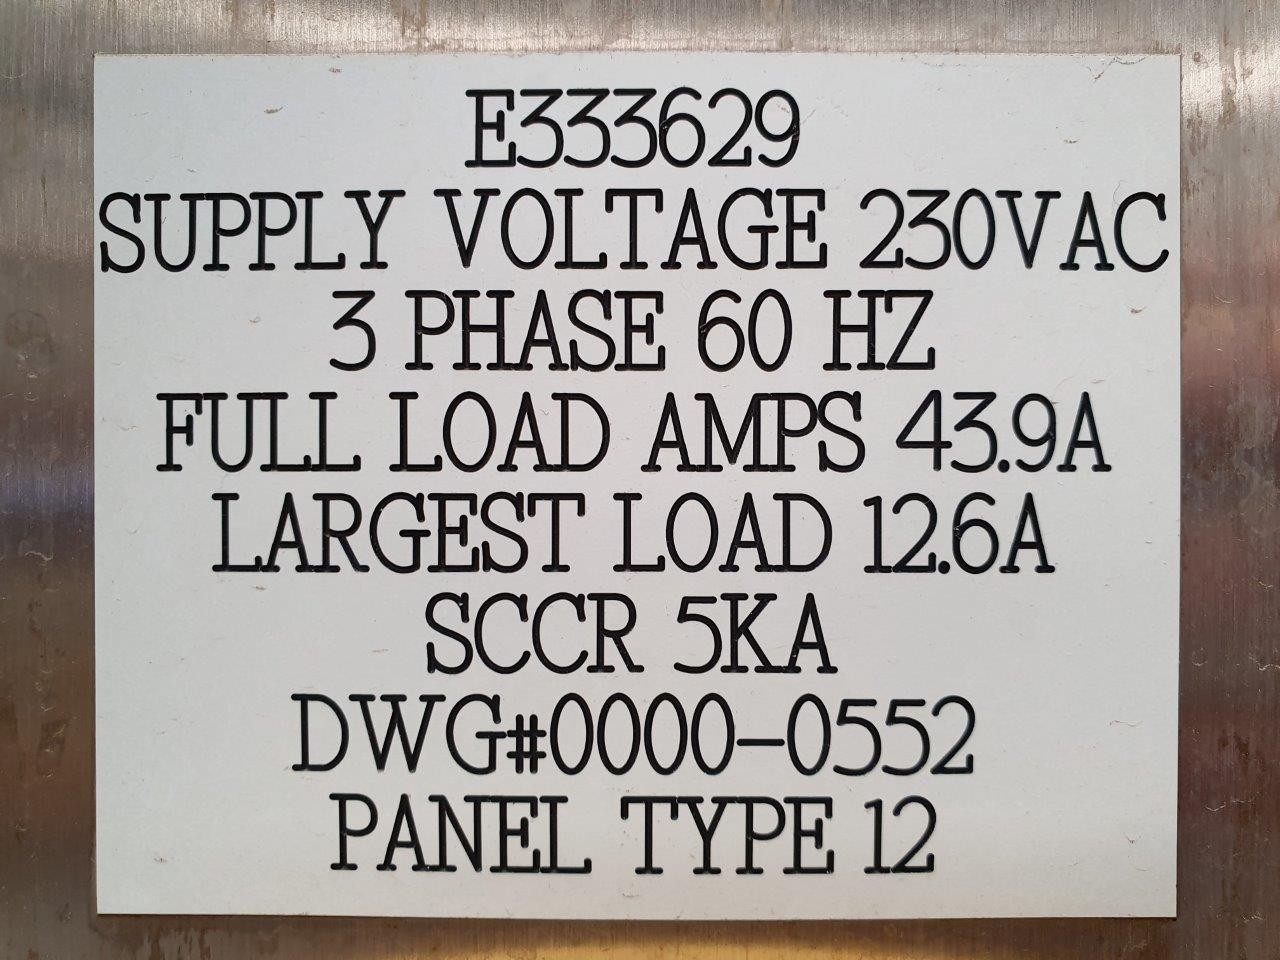 E333629
SUPPLY VOLTAGE 230VAC
3 PHASE 60 HZ
FULL LOAD AMPS 43.9A
LARGEST LOAD 12.6A
SCCR 5KA
DWG#0000-0552
PANEL TYPE 12